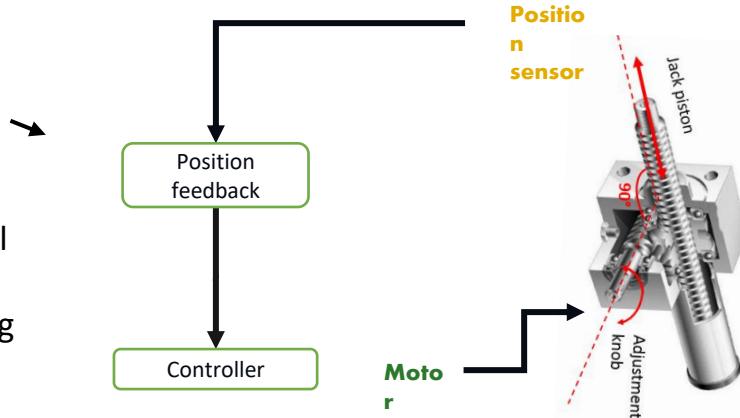 Positio
n
sensor
Jack piston
90°
Position
feedback
l
g
Adjustment
knob
Controller
Moto
r